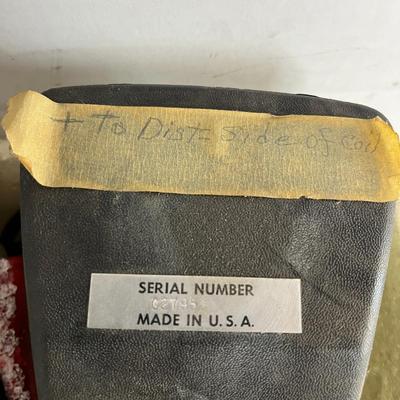 + To Dist= Side of Coil
SERIAL NUMBER
MADE IN U.S.A.